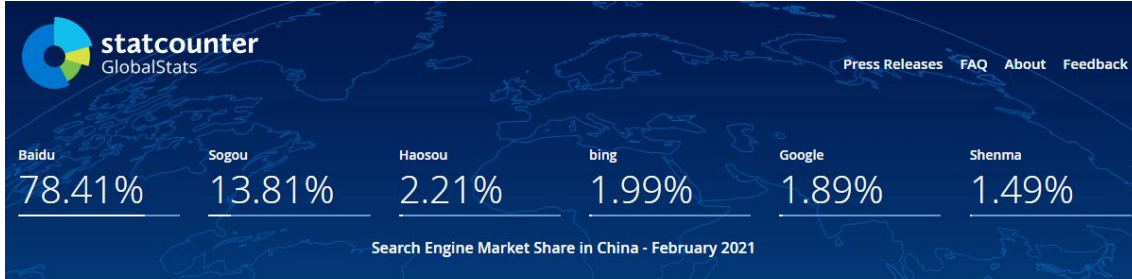 statcounter
GlobalStats
Press Releases FAQ About Feedback
Baidu Sogou Haosou bing Google Shenma
78.41% 13.81% 2.21% 1.99% 1.89% 1.49%
Search Engine Market Share in China - February 2021